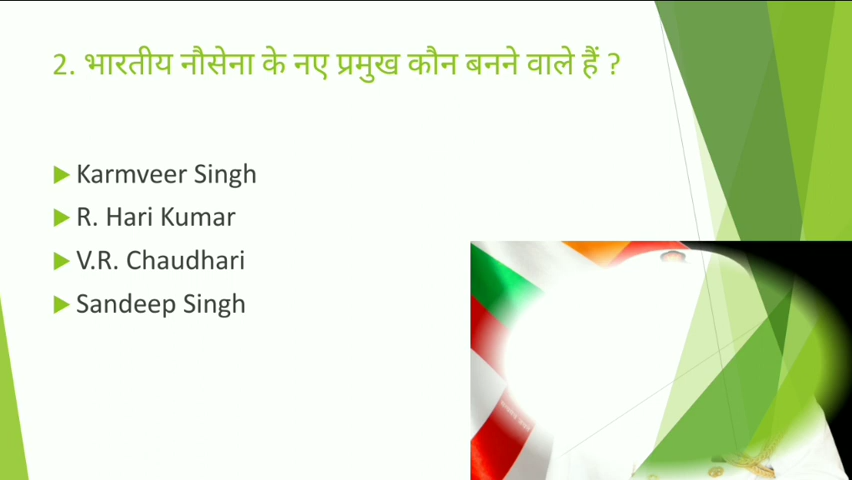 2. भारतीय नौसेना के नए प्रमुख कौन बनने वाले हैं ?
Karmveer Singh
R. Hari Kumar
V.R. Chaudhari
Sandeep Singh